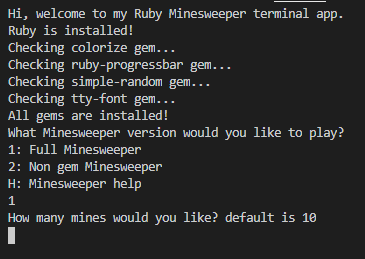 Hi, welcome to my Ruby Minesweeper terminal app.
Ruby is installed!
Checking colorize gem...
Checking ruby-progressbar gem...
Checking simple-random gem...
Checking tty-font gem...
All gems are installed!
What Minesweeper version would you like to play?
1: Full Minesweeper
2: Non gem Minesweeper
H: Minesweeper help
1
How many mines would you like? default is 10